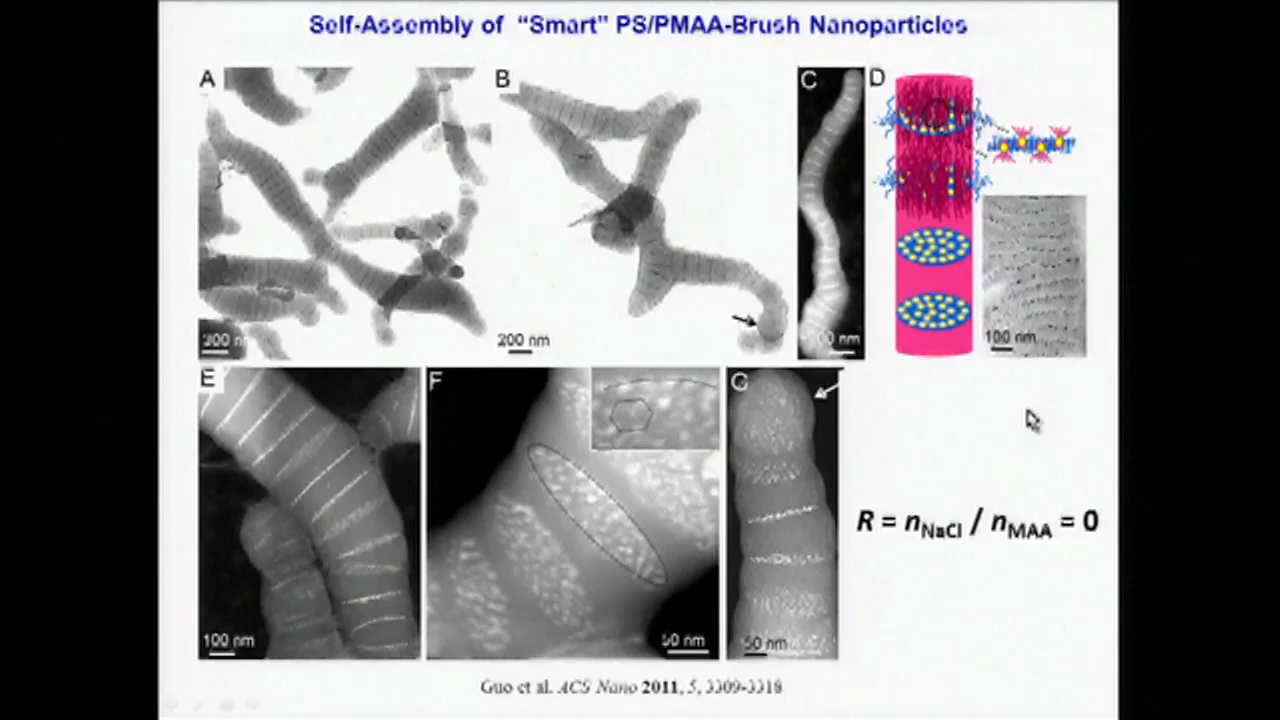 Self-Assembly of “Smart” PS/PMAA-Brush Nanoparticles
A
B
C
D
200 nm
100 nm
E
F
G
R = nNaCl / nMAA = 0
100 nm
50 nm
50 nm
Guo et al. ACS Nano 2011, 5, 3309-3318